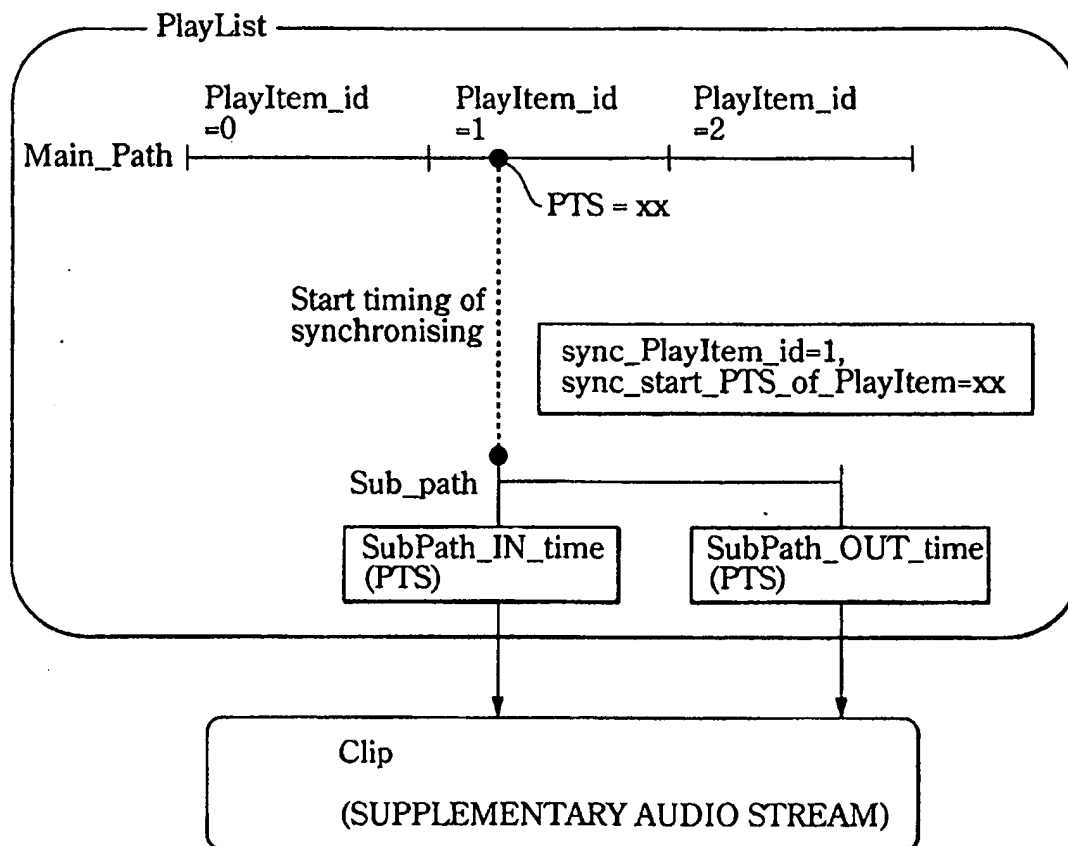 PlayList
PlayItem_id
=0
PlayItem_id
=1
PlayItem_id
=2
Main_Path
PTS = xx
Start timing of
synchronising
sync_PlayItem_id=1,
sync_start_PTS_of_PlayItem=xx
Sub_path
SubPath_IN_time
(PTS)
SubPath_OUT_time
(PTS)
Clip
(SUPPLEMENTARY AUDIO STREAM)